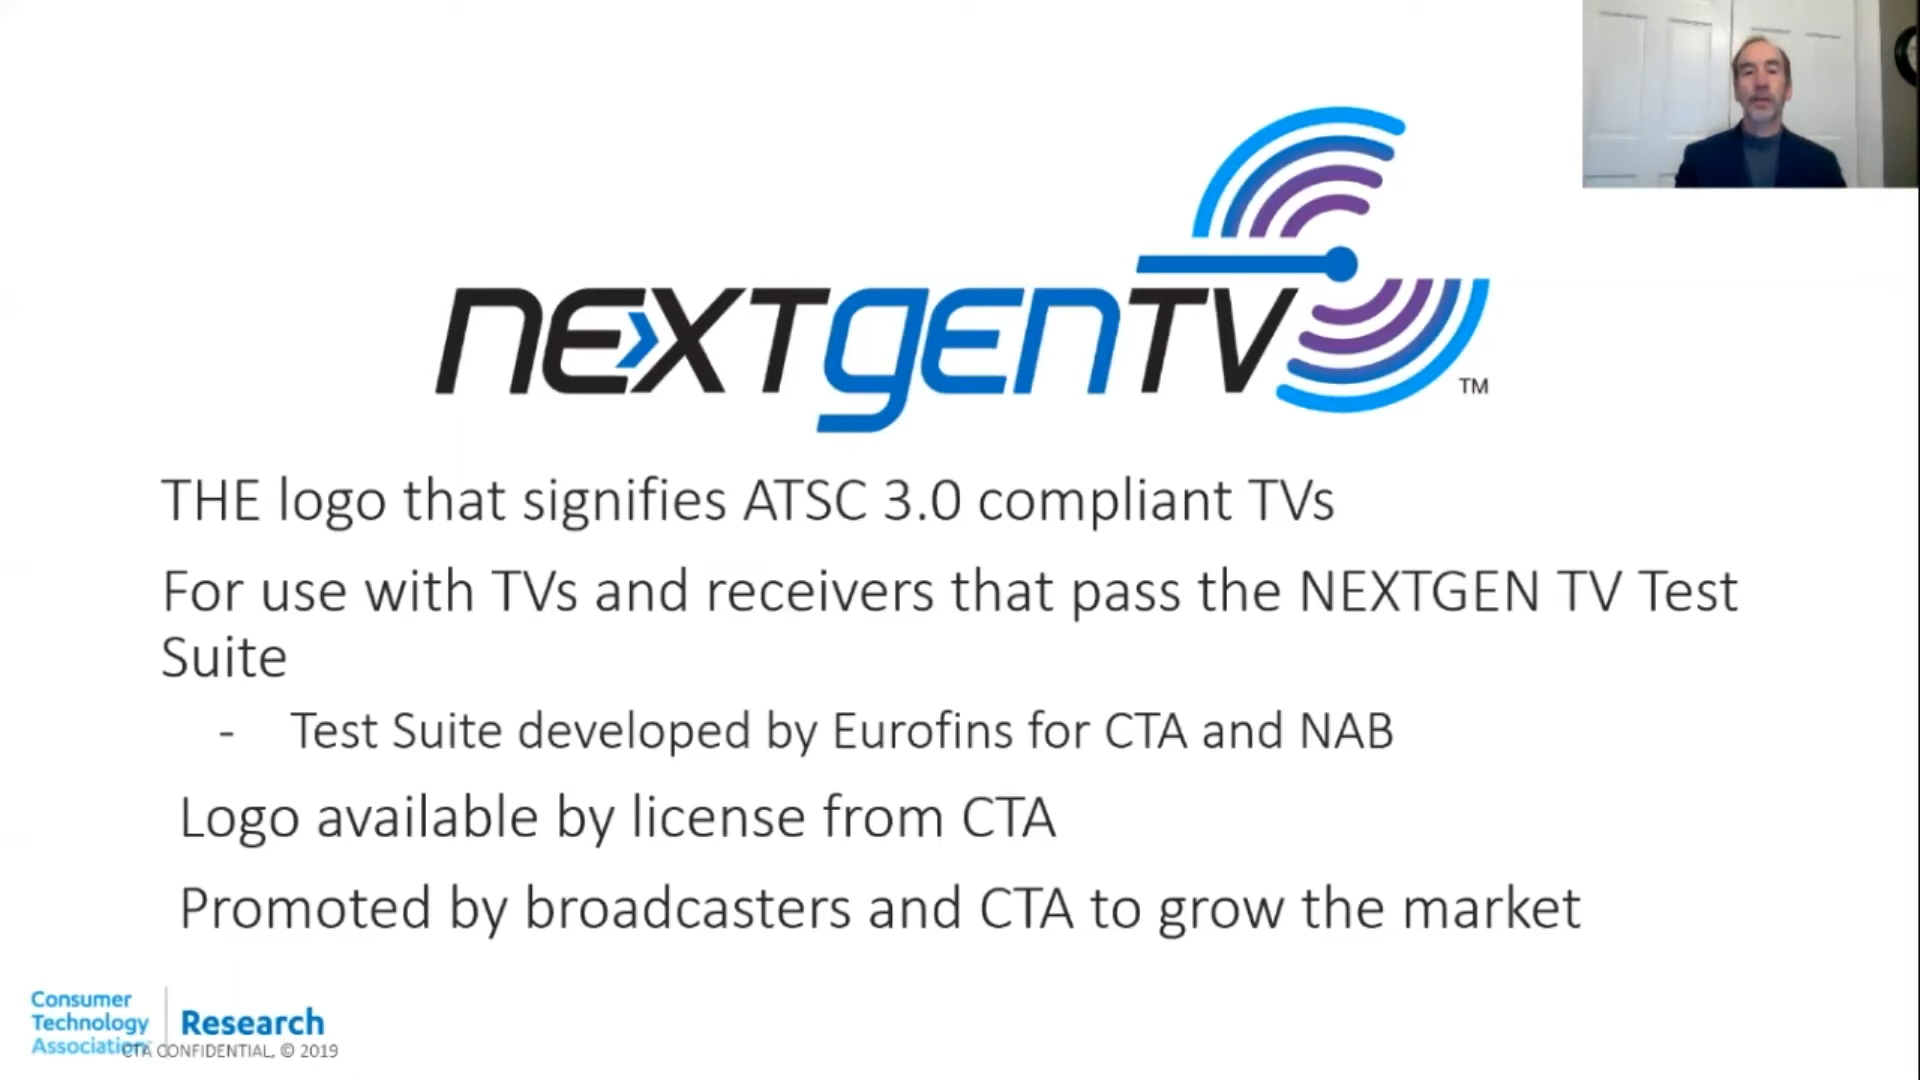 NEXTGENTV
TM
THE logo that signifies ATSC 3.0 compliant TVs
For use with TVs and receivers that pass the NEXTGEN TV Test
Suite
- Test Suite developed by Eurofins for CTA and NAB
Logo available by license from CTA
Promoted by broadcasters and CTA to grow the market
Consumer
Technology
Association
Research
CTA CONFIDENTIAL, © 2019